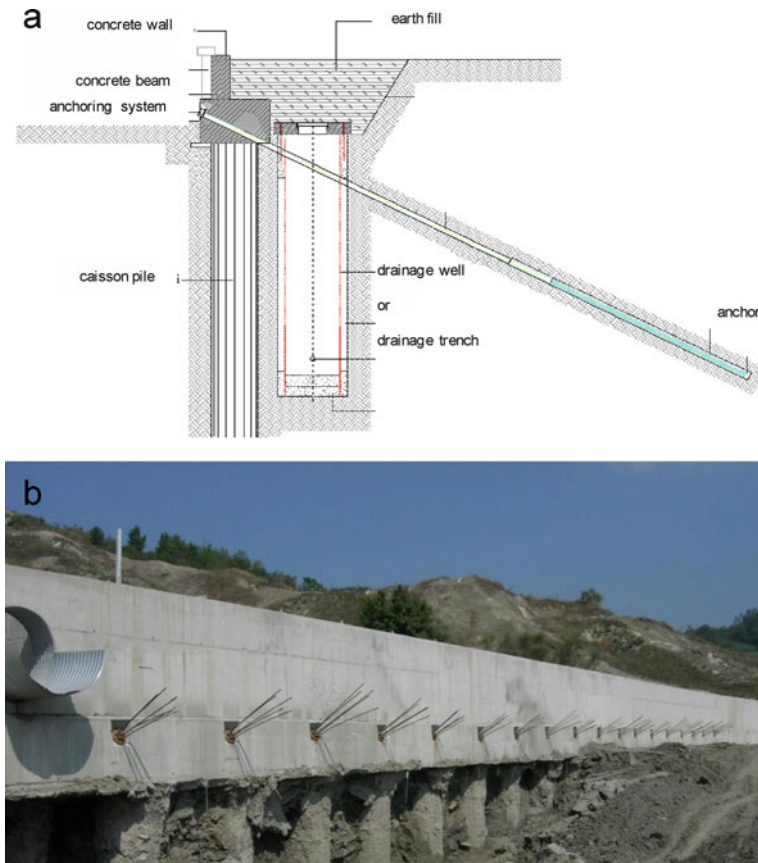 a
concrete wall
earth fill
concrete beam
anchoring system
caisson pile
drainage well
or
drainage trench
anchor
b